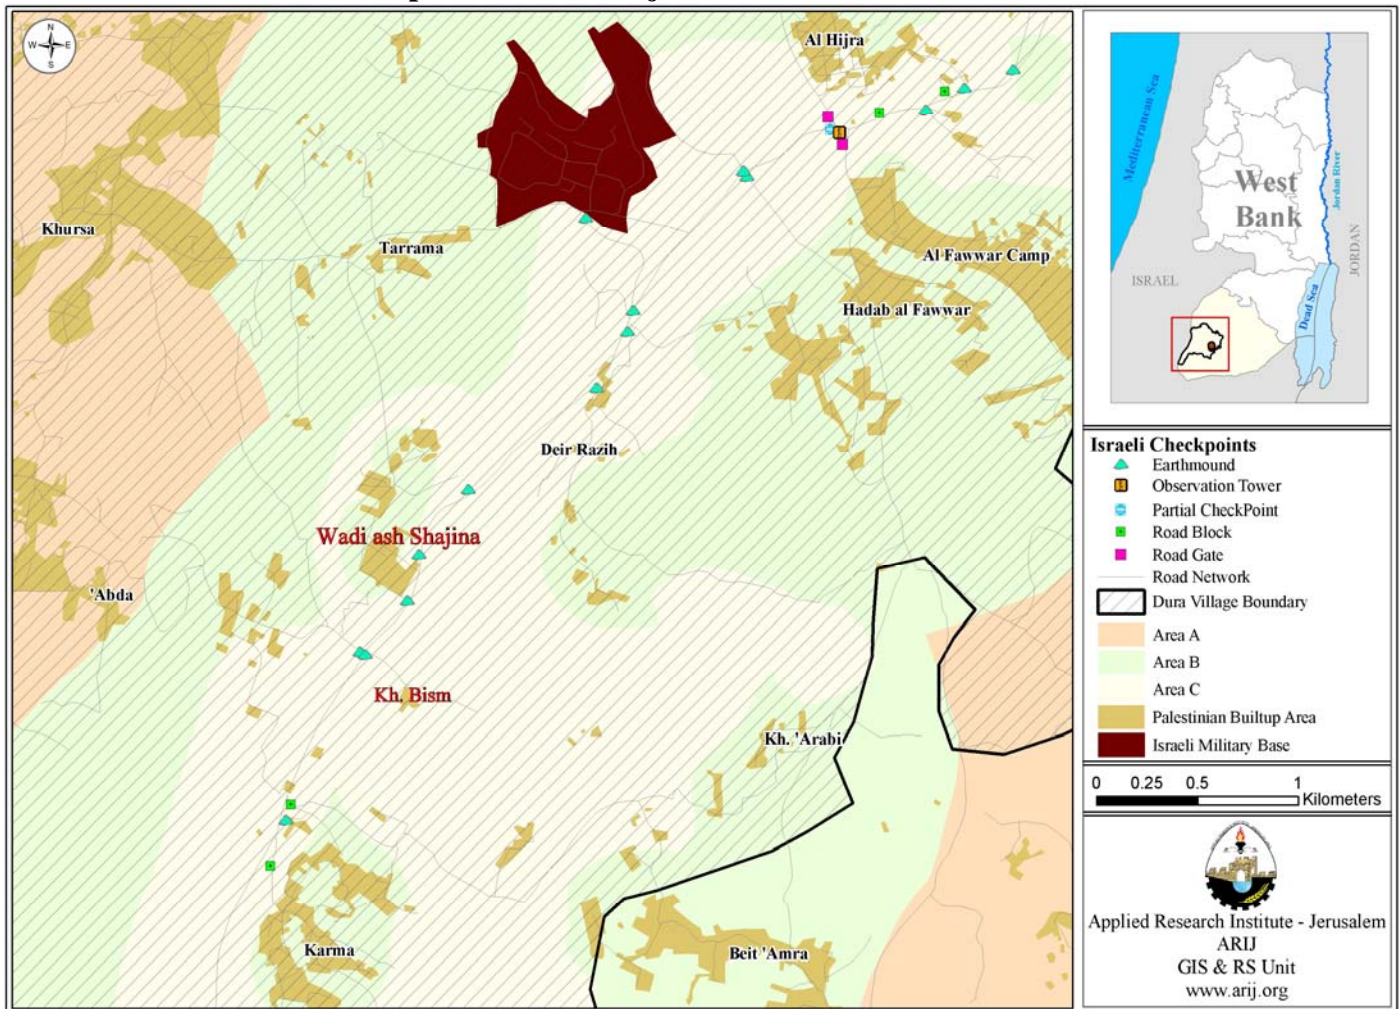 N
W
E
S
Al Hijra
Khursa
Tarrama
Al Fawwar Camp
Hadab al Fawwar
Deir Razih
Wadi ash Shajina
'Abda
Kh. Bism
Kh. 'Arabi
Karma
Beit 'Amra
Mediterranean Sea
West
Bank
Jordan River
JORDAN
ISRAEL
Dead Sea
Israeli Checkpoints
Earthmound
Observation Tower
Partial CheckPoint
Road Block
Road Gate
Road Network
Dura Village Boundary
Area A
Area B
Area C
Palestinian Builtup Area
Israeli Military Base
0 0.25 0.5 1
Kilometers
Applied Research Institute - Jerusalem
ARIJ
GIS & RS Unit
www.arij.org